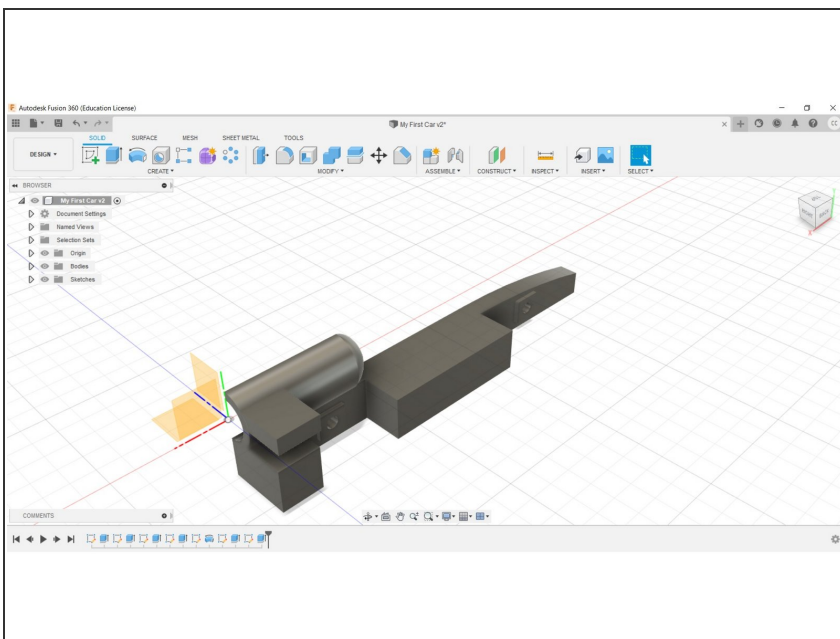 Autodesk Fusion 360 (Education License)
My First Car v2*
SOLID SURFACE MESH SHEET METAL TOOLS
DESIGN
CREATE MODIFY ASSEMBLE CONSTRUCT INSPECT INSERT SELECT
BROWSER
My First Car v2
Document Settings
Named Views
Selection Sets
Origin
Bodies
Sketches
COMMENTS